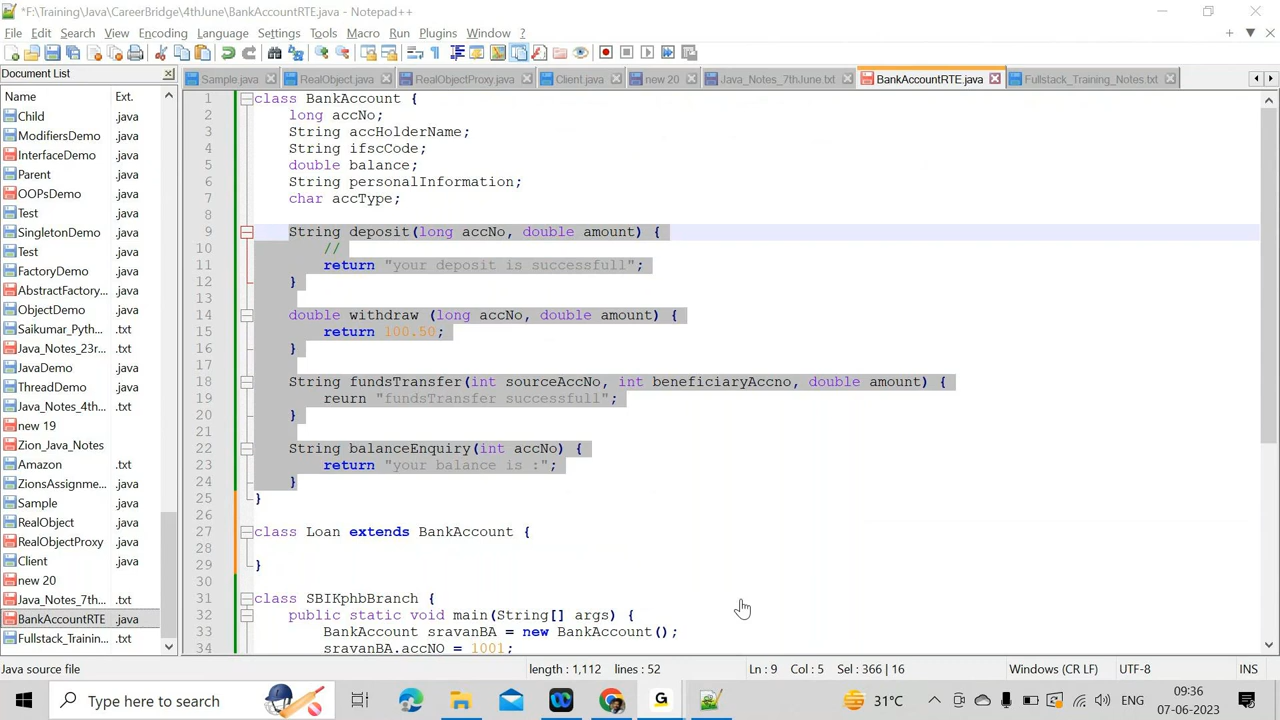 *F:\Training\Java\CareerBridge\4thJune\BankAccountRTE.java - Notepad++
File Edit Search View Encoding Language Settings Tools Macro Run Plugins Window ?
Document List
Sample.java RealObject.java RealObjectProxy.java Client.java new 20 Java_Notes_7thJune.txt BankAccountRTE.java Fullstack_Training_Notes.txt
Name Ext.
Child .java
ModifiersDemo .java
InterfaceDemo .java
Parent .java
OOPsDemo .java
Test .java
SingletonDemo .java
Test .java
FactoryDemo .java
AbstractFactory... .java
ObjectDemo .java
Saikumar_Pyth... .txt
Java_Notes_23r... .txt
JavaDemo .java
ThreadDemo .java
Java_Notes_4th... .txt
new 19
Zion_Java_Notes
Amazon .txt
ZionsAssignme... .txt
Sample .java
RealObject .java
RealObjectProxy .java
Client .java
new 20
Java_Notes_7th... .txt
BankAccountRTE .java
Fullstack_Trainin... .txt
1 class BankAccount {
2 long accNo;
3 String accHolderName;
4 String ifscCode;
5 double balance;
6 String personalInformation;
7 char accType;
8
9 String deposit(long accNo, double amount) {
10 //
11 return "your deposit is successfull";
12 }
13
14 double withdraw (long accNo, double amount) {
15 return 100.50;
16 }
17
18 String fundsTransfer(int sourceAccNo, int beneficiaryAccno, double amount) {
19 reurn "fundsTransfer successfull";
20 }
21
22 String balanceEnquiry(int accNo) {
23 return "your balance is :";
24 }
25 }
26
27 class Loan extends BankAccount {
28
29 }
30
31 class SBIKphbBranch {
32 public static void main(String[] args) {
33 BankAccount sravanBA = new BankAccount();
34 sravanBA.accNO = 1001;
Java source file length : 1,112 lines : 52 Ln : 9 Col : 5 Sel : 366 | 16 Windows (CR LF) UTF-8 INS
Type here to search 31°C ENG 09:36
07-06-2023